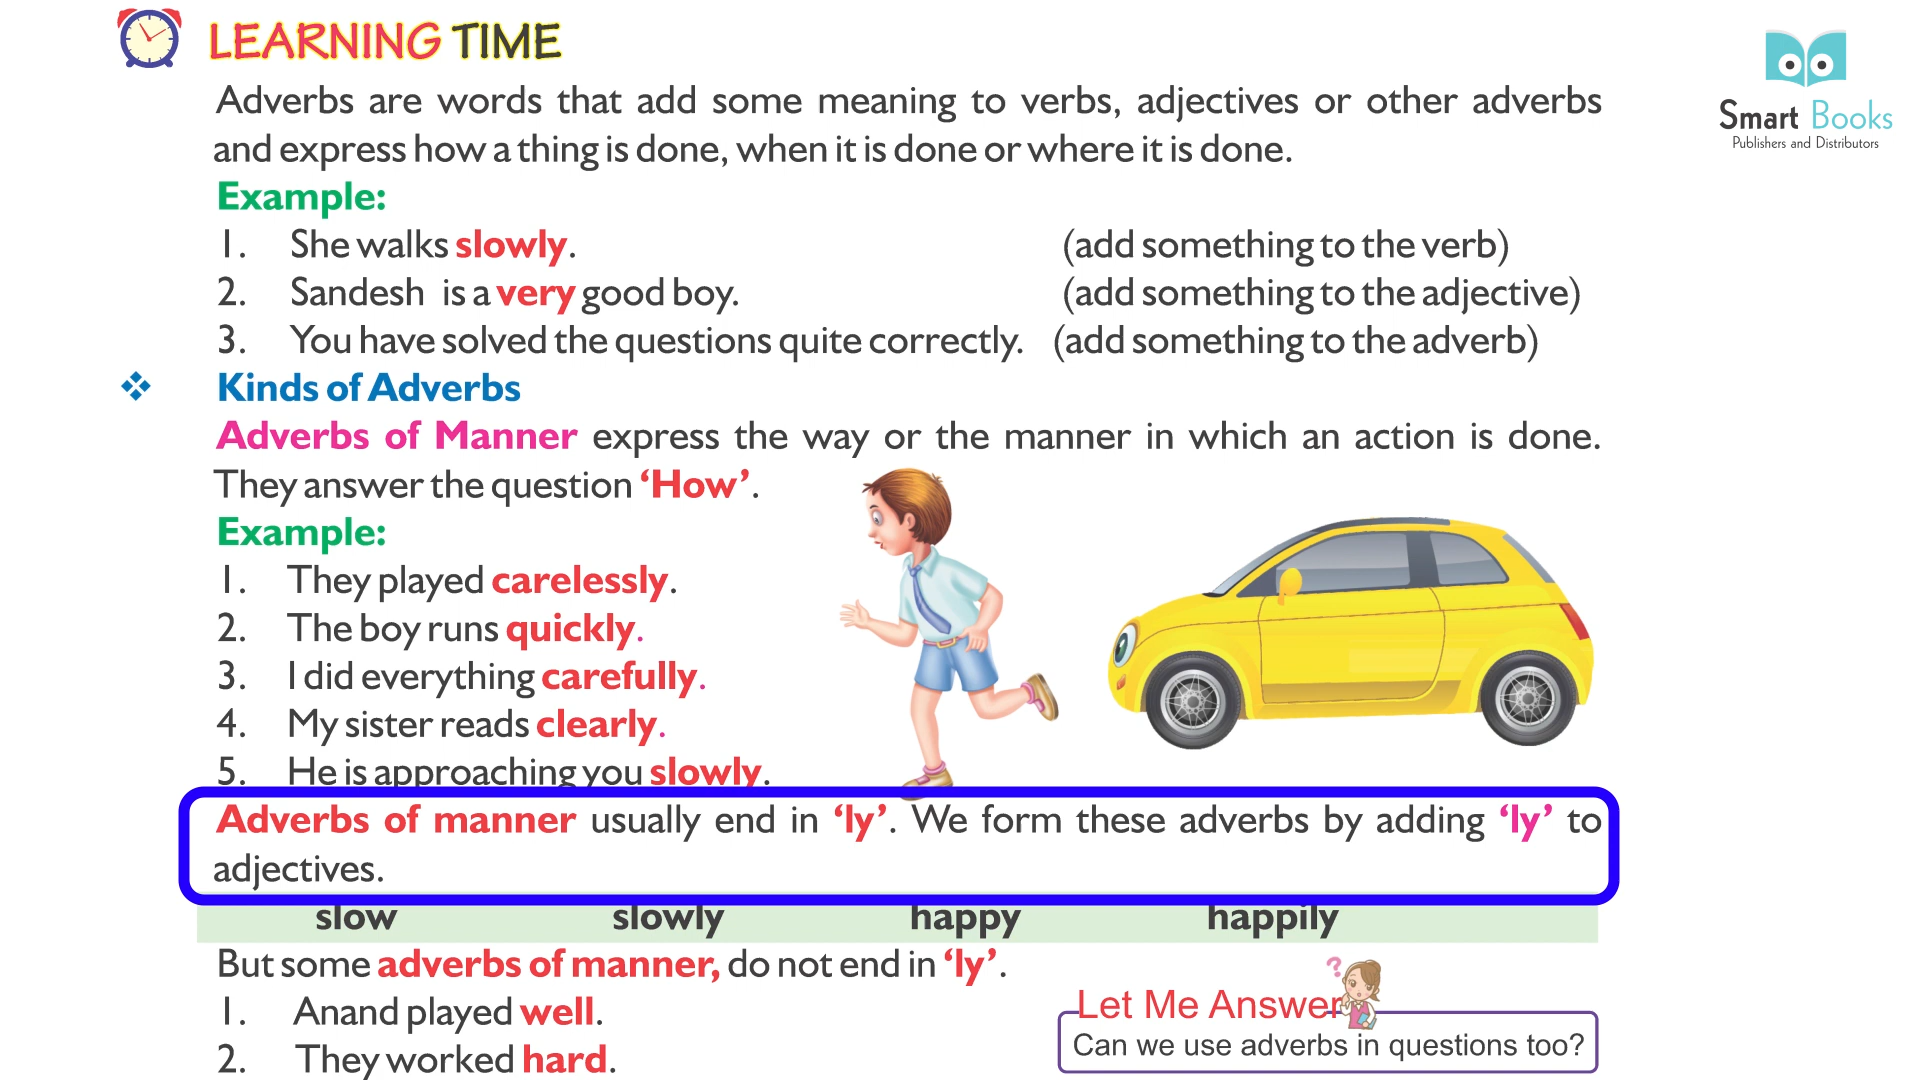 LEARNING TIME
Smart Books
Publishers and Distributors
Adverbs are words that add some meaning to verbs, adjectives or other adverbs
and express how a thing is done, when it is done or where it is done.
Example:
1. She walks slowly. (add something to the verb)
2. Sandesh is a very good boy. (add something to the adjective)
3. You have solved the questions quite correctly. (add something to the adverb)
❖ Kinds of Adverbs
Adverbs of Manner express the way or the manner in which an action is done.
They answer the question ‘How’.
Example:
1. They played carelessly.
2. The boy runs quickly.
3. I did everything carefully.
4. My sister reads clearly.
5. He is approaching you slowly.
Adverbs of manner usually end in ‘ly’. We form these adverbs by adding ‘ly’ to
adjectives.
slow slowly happy happily
But some adverbs of manner, do not end in ‘ly’.
1. Anand played well.
2. They worked hard.
?
Let Me Answer
Can we use adverbs in questions too?